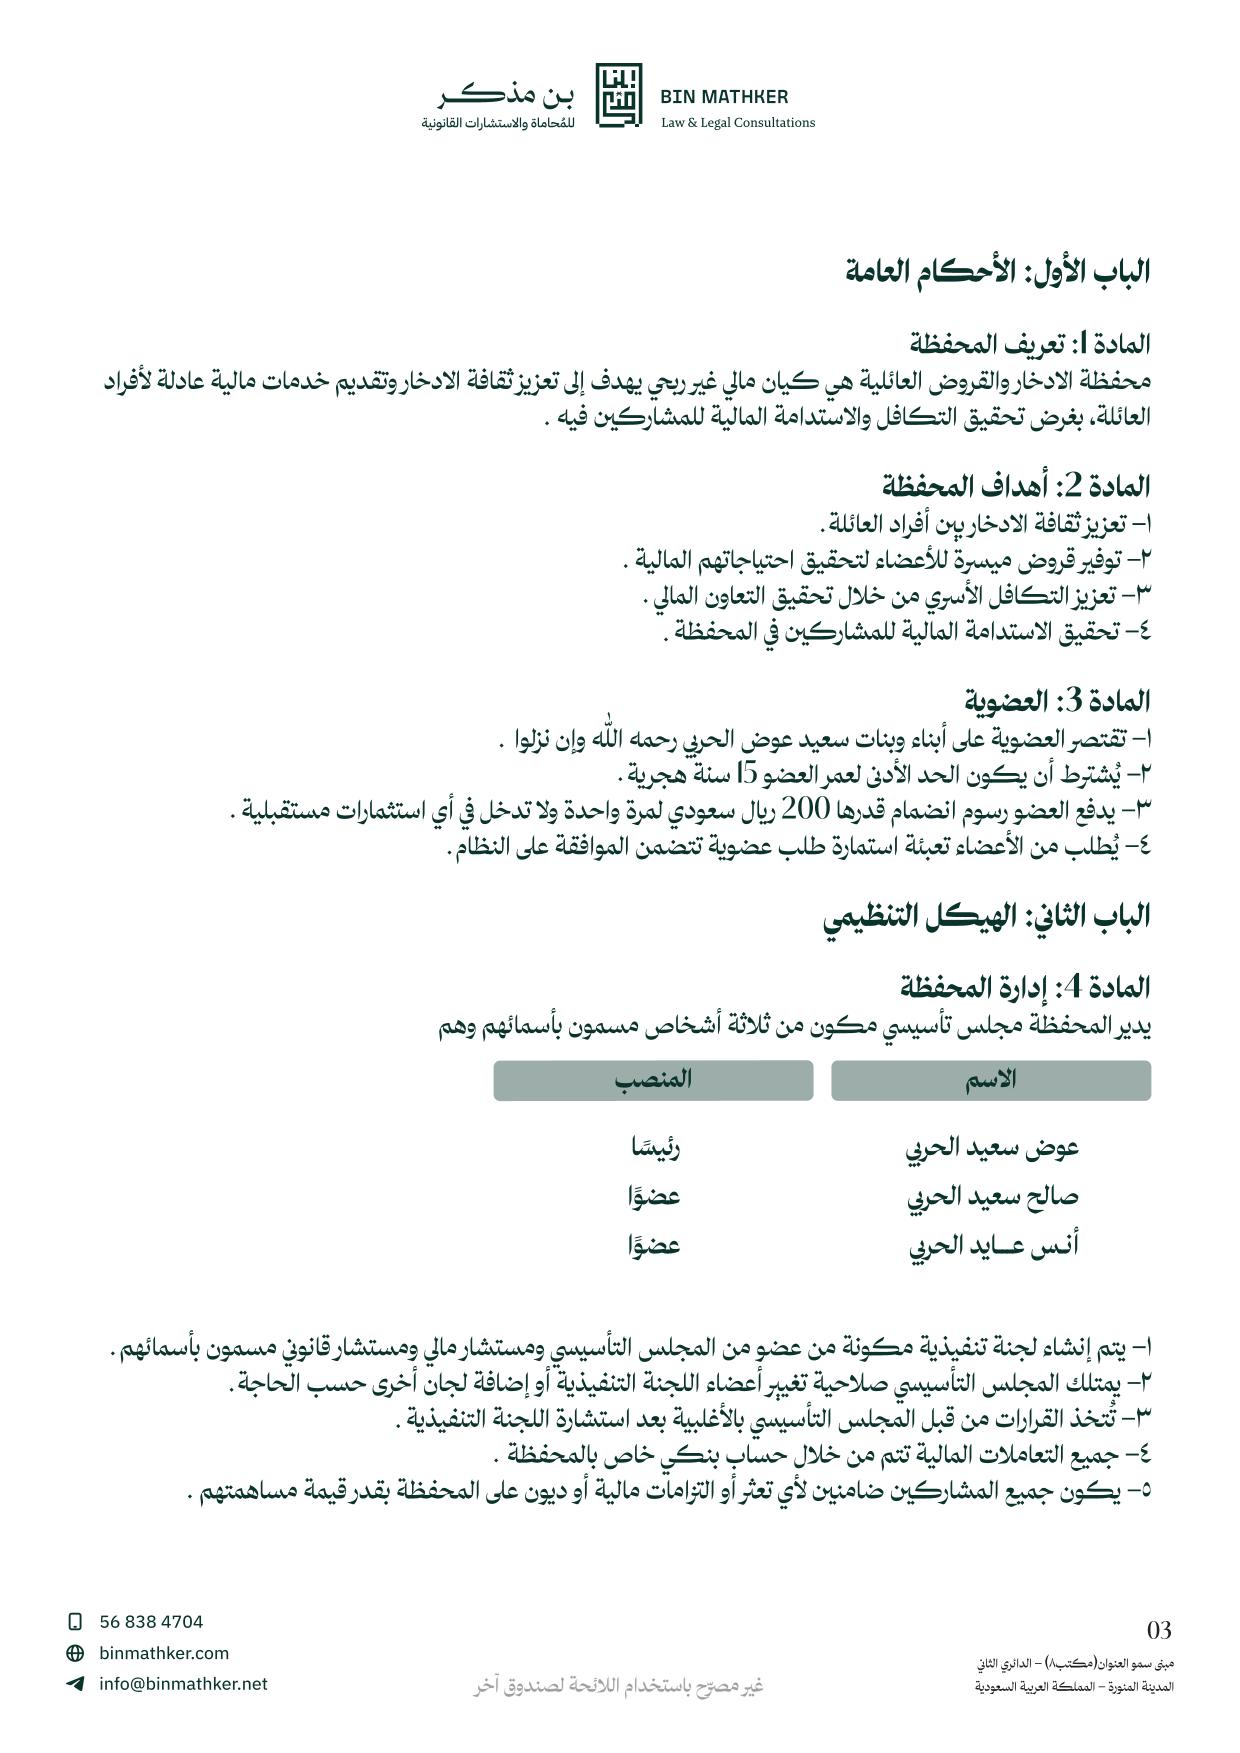 بن مذكر
للمُحاماة والاستشارات القانونية
BIN MATHKER
Law & Legal Consultations
الباب الأول: الأحكام العامة
المادة 1: تعريف المحفظة
محفظة الادخار والقروض العائلية هي كيان مالي غير ربحي يهدف إلى تعزيز ثقافة الادخار وتقديم خدمات مالية عادلة لأفراد
العائلة، بغرض تحقيق التكافل والاستدامة المالية للمشاركين فيه .
المادة 2: أهداف المحفظة
١- تعزيز ثقافة الادخار بين أفراد العائلة.
٢- توفير قروض ميسرة للأعضاء لتحقيق احتياجاتهم المالية .
٣- تعزيز التكافل الأسري من خلال تحقيق التعاون المالي .
٤- تحقيق الاستدامة المالية للمشاركين في المحفظة .
المادة 3: العضوية
١- تقتصر العضوية على أبناء وبنات سعيد عوض الحربي رحمه الله وإن نزلوا .
٢- يُشترط أن يكون الحد الأدنى لعمر العضو 15 سنة هجرية .
٣- يدفع العضو رسوم انضمام قدرها 200 ريال سعودي لمرة واحدة ولا تدخل في أي استثمارات مستقبلية .
٤- يُطلب من الأعضاء تعبئة استمارة طلب عضوية تتضمن الموافقة على النظام .
الباب الثاني: الهيكل التنظيمي
المادة 4: إدارة المحفظة
يدير المحفظة مجلس تأسيسي مكون من ثلاثة أشخاص مسمون بأسمائهم وهم
الاسم المنصب
عوض سعيد الحربي رئيسًا
صالح سعيد الحربي عضوًا
أنس عايد الحربي عضوًا
١- يتم إنشاء لجنة تنفيذية مكونة من عضو من المجلس التأسيسي ومستشار مالي ومستشار قانوني مسمون بأسمائهم .
٢- يمتلك المجلس التأسيسي صلاحية تغيير أعضاء اللجنة التنفيذية أو إضافة لجان أخرى حسب الحاجة .
٣- تُتخذ القرارات من قبل المجلس التأسيسي بالأغلبية بعد استشارة اللجنة التنفيذية .
٤- جميع التعاملات المالية تتم من خلال حساب بنكي خاص بالمحفظة .
٥- يكون جميع المشاركين ضامنين لأي تعثر أو التزامات مالية أو ديون على المحفظة بقدر قيمة مساهمتهم .
03
مبنى سمو العنوان(مكتب٨) - الدائري الثاني
المدينة المنورة - المملكة العربية السعودية
غير مصرّح باستخدام اللائحة لصندوق آخر
56 838 4704
binmathker.com
info@binmathker.net